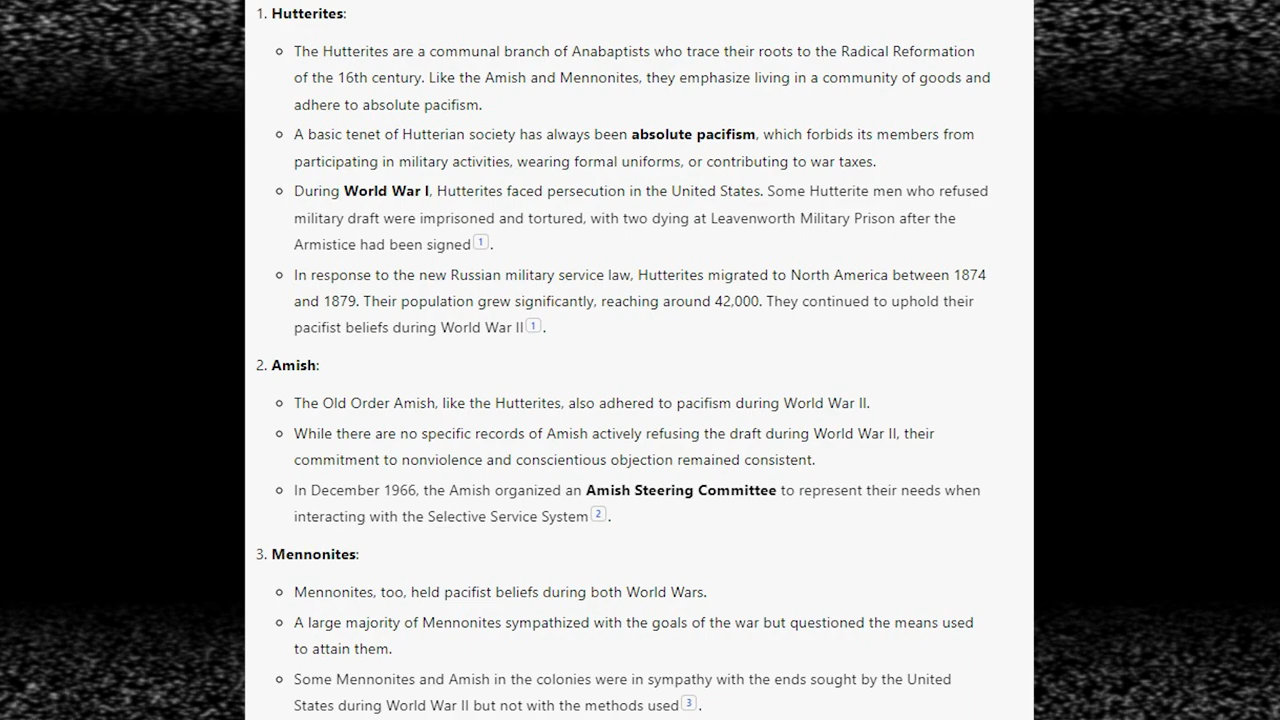 1. Hutterites:
○ The Hutterites are a communal branch of Anabaptists who trace their roots to the Radical Reformation
of the 16th century. Like the Amish and Mennonites, they emphasize living in a community of goods and
adhere to absolute pacifism.
○ A basic tenet of Hutterian society has always been absolute pacifism, which forbids its members from
participating in military activities, wearing formal uniforms, or contributing to war taxes.
○ During World War I, Hutterites faced persecution in the United States. Some Hutterite men who refused
military draft were imprisoned and tortured, with two dying at Leavenworth Military Prison after the
Armistice had been signed 1 .
○ In response to the new Russian military service law, Hutterites migrated to North America between 1874
and 1879. Their population grew significantly, reaching around 42,000. They continued to uphold their
pacifist beliefs during World War II 1 .
2. Amish:
○ The Old Order Amish, like the Hutterites, also adhered to pacifism during World War II.
○ While there are no specific records of Amish actively refusing the draft during World War II, their
commitment to nonviolence and conscientious objection remained consistent.
○ In December 1966, the Amish organized an Amish Steering Committee to represent their needs when
interacting with the Selective Service System 2 .
3. Mennonites:
○ Mennonites, too, held pacifist beliefs during both World Wars.
○ A large majority of Mennonites sympathized with the goals of the war but questioned the means used
to attain them.
○ Some Mennonites and Amish in the colonies were in sympathy with the ends sought by the United
States during World War II but not with the methods used 3 .